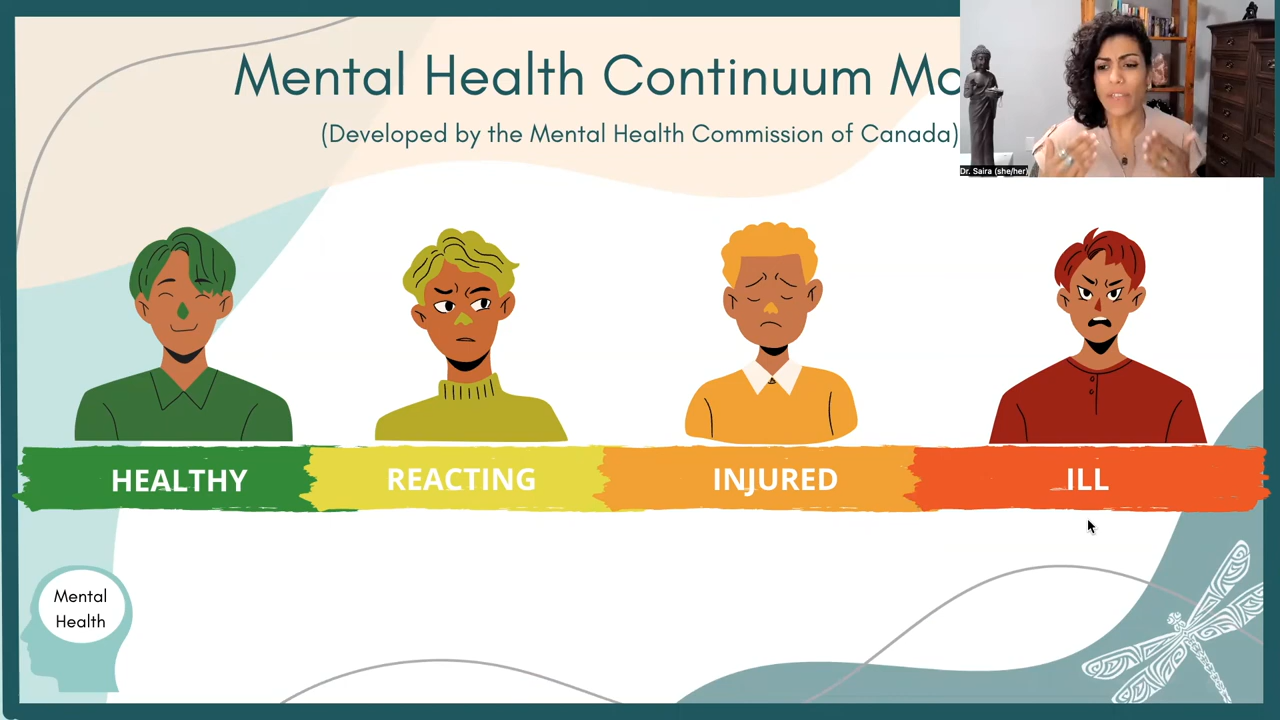 Mental Health Continuum Mo
(Developed by the Mental Health Commission of Canada)
Dr. Saira (she/her)
HEALTHY
REACTING
INJURED
ILL
Mental
Health